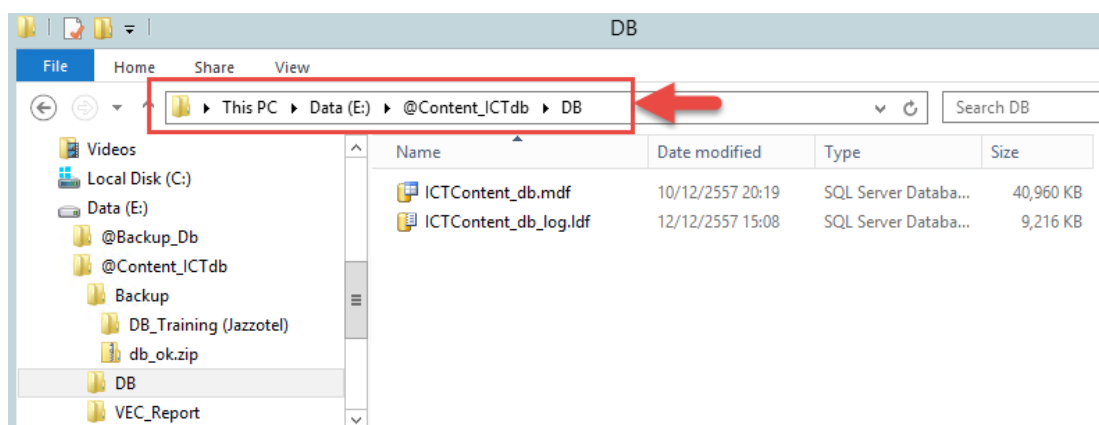 DB
File Home Share View
This PC Data (E:) @Content_ICTdb DB Search DB
Videos
Local Disk (C:)
Data (E:)
@Backup_Db
@Content_ICTdb
Backup
DB_Training (Jazzotel)
db_ok.zip
DB
VEC_Report
Name Date modified Type Size
ICTContent_db.mdf 10/12/2557 20:19 SQL Server Databa... 40,960 KB
ICTContent_db_log.ldf 12/12/2557 15:08 SQL Server Databa... 9,216 KB